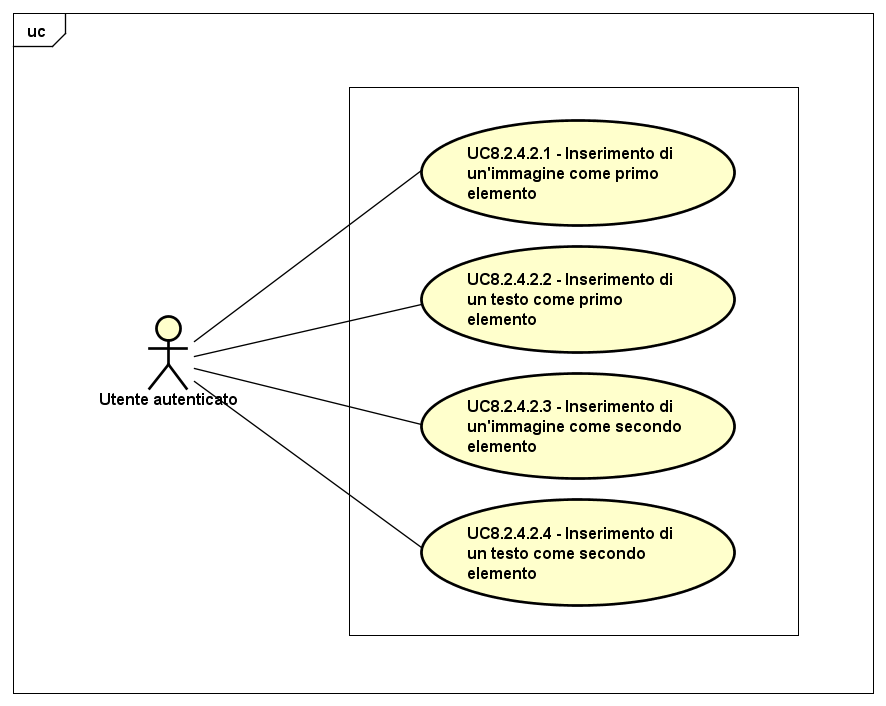 uc
UC8.2.4.2.1 - Inserimento di
un'immagine come primo
elemento
UC8.2.4.2.2 - Inserimento di
un testo come primo
elemento
Utente autenticato
UC8.2.4.2.3 - Inserimento di
un'immagine come secondo
elemento
UC8.2.4.2.4 - Inserimento di
un testo come secondo
elemento